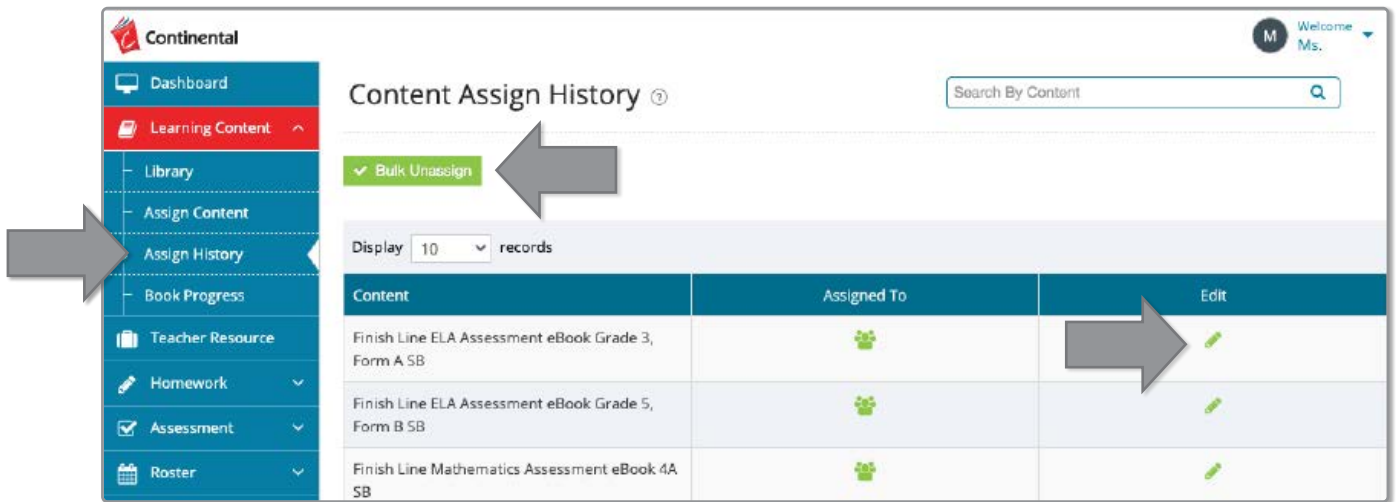 Continental
M
Welcome
Ms.
Dashboard
Learning Content
Library
Assign Content
Assign History
Book Progress
Teacher Resource
Homework
Assessment
Roster
Content Assign History ?
Search By Content
Bulk Unassign
Display 10 records
Content Assigned To Edit
Finish Line ELA Assessment eBook Grade 3,
Form A SB
Finish Line ELA Assessment eBook Grade 5,
Form B SB
Finish Line Mathematics Assessment eBook 4A
SB